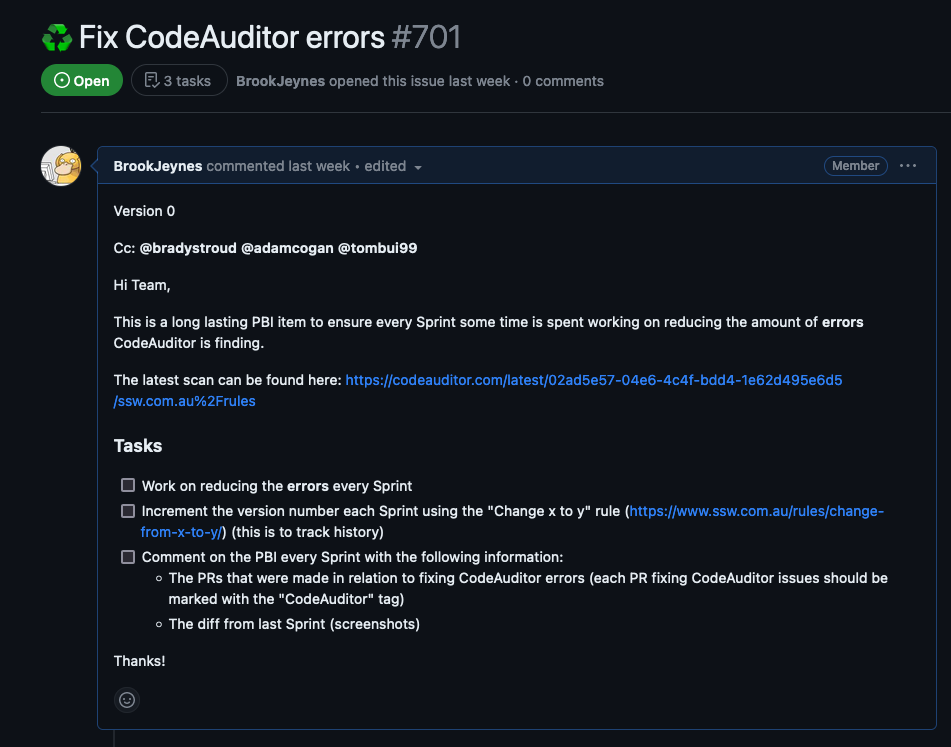 Fix CodeAuditor errors #701
Open
3 tasks
BrookJeynes opened this issue last week · 0 comments
BrookJeynes commented last week • edited
Member
Version 0
Cc: @bradystroud @adamcogan @tombui99
Hi Team,
This is a long lasting PBI item to ensure every Sprint some time is spent working on reducing the amount of errors
CodeAuditor is finding.
The latest scan can be found here: https://codeauditor.com/latest/02ad5e57-04e6-4c4f-bdd4-1e62d495e6d5
/ssw.com.au%2Frules
Tasks
Work on reducing the errors every Sprint
Increment the version number each Sprint using the "Change x to y" rule (https://www.ssw.com.au/rules/change-
from-x-to-y/) (this is to track history)
Comment on the PBI every Sprint with the following information:
The PRs that were made in relation to fixing CodeAuditor errors (each PR fixing CodeAuditor issues should be
marked with the "CodeAuditor" tag)
The diff from last Sprint (screenshots)
Thanks!